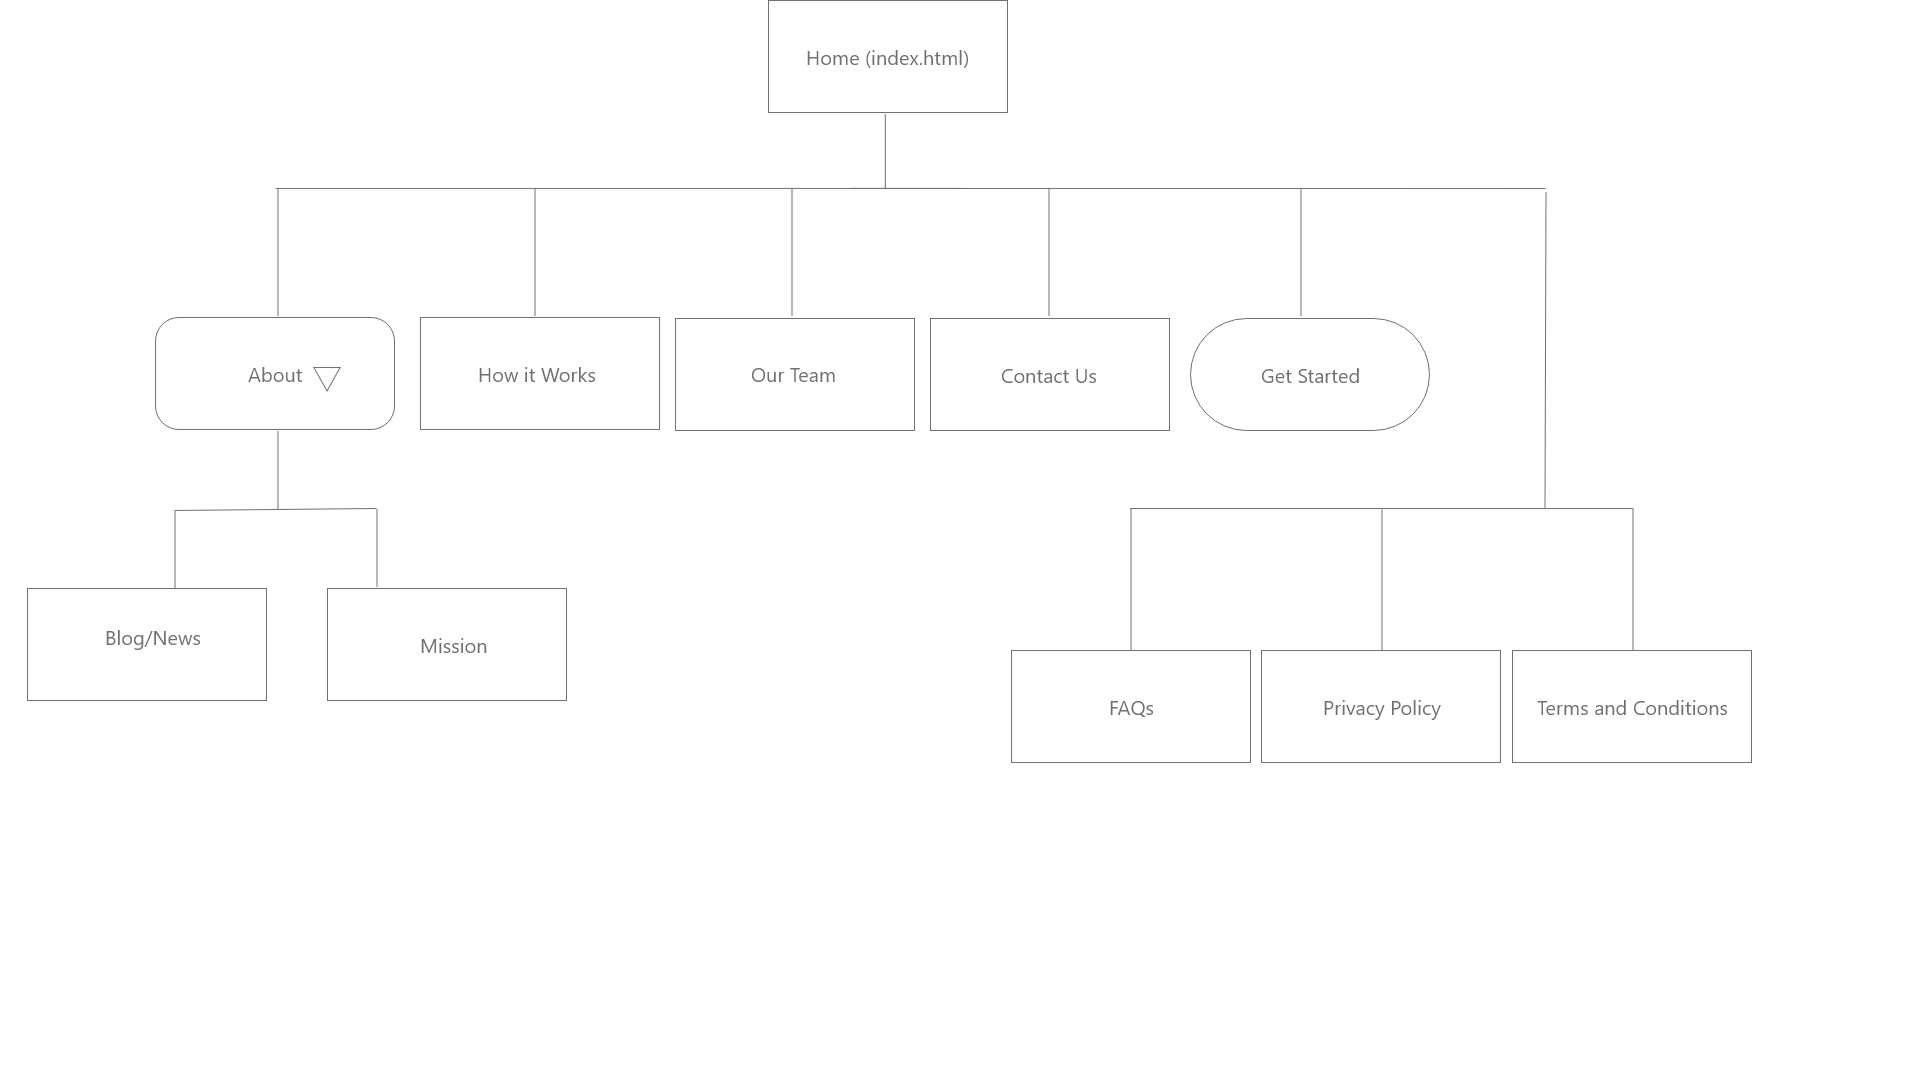 Home (index.html)
About
How it Works
Our Team
Contact Us
Get Started
Blog/News
Mission
FAQs
Privacy Policy
Terms and Conditions